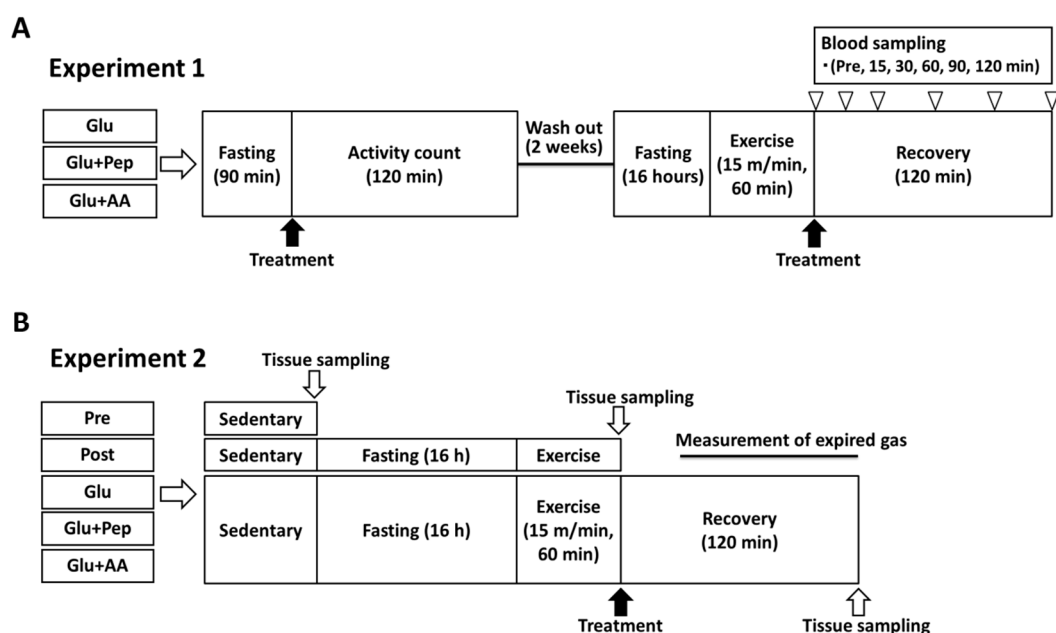 A
Experiment 1
Glu
Glu+Pep
Glu+AA
Fasting
(90 min)
Activity count
(120 min)
Treatment
Wash out
(2 weeks)
Fasting
(16 hours)
Exercise
(15 m/min,
60 min)
Recovery
(120 min)
Treatment
Blood sampling
・(Pre, 15, 30, 60, 90, 120 min)
B
Experiment 2
Pre
Post
Glu
Glu+Pep
Glu+AA
Tissue sampling
Sedentary
Tissue sampling
Sedentary
Fasting (16 h)
Exercise
Measurement of expired gas
Sedentary
Fasting (16 h)
Exercise
(15 m/min,
60 min)
Recovery
(120 min)
Treatment
Tissue sampling